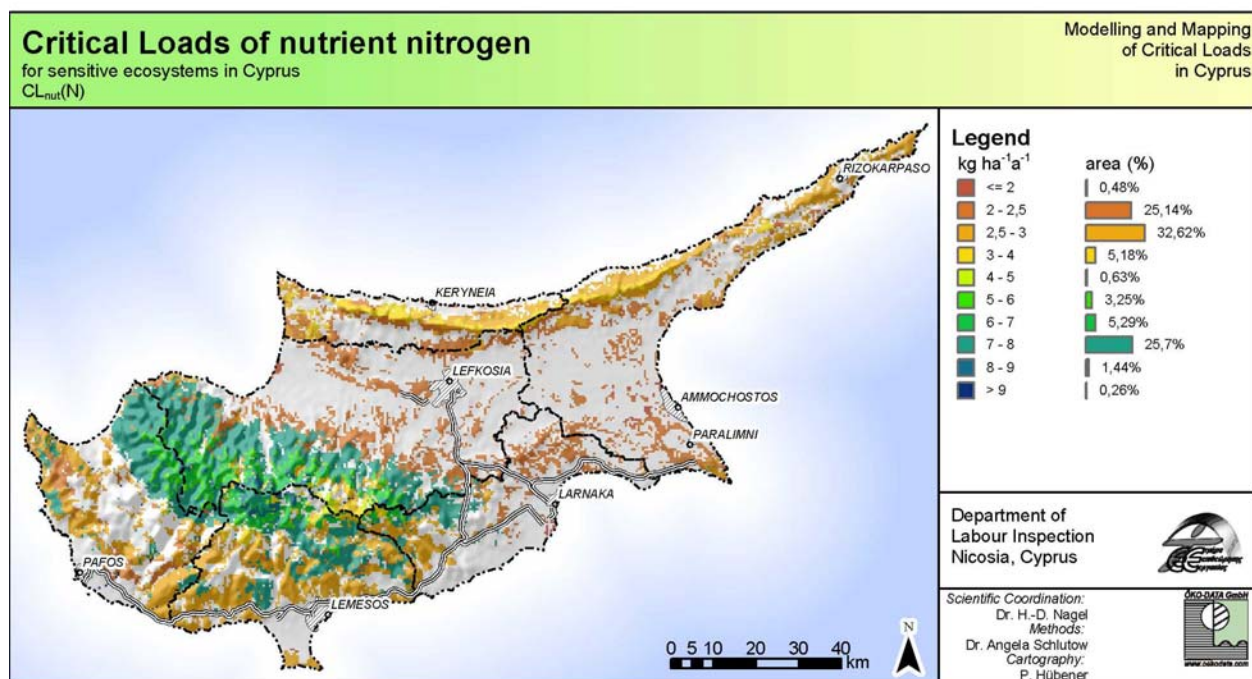 Critical Loads of nutrient nitrogen
for sensitive ecosystems in Cyprus
CLnut(N)
Modelling and Mapping
of Critical Loads
in Cyprus
RIZOKARPASO
KERYNEIA
LEFKOSIA
AMMOCHOSTOS
PARALIMNI
LARNAKA
PAFOS
LEMESOS
0 5 10 20 30 40
km
N
Legend
kg ha⁻¹a⁻¹ area (%)
<= 2 0,48%
2 - 2,5 25,14%
2,5 - 3 32,62%
3 - 4 5,18%
4 - 5 0,63%
5 - 6 3,25%
6 - 7 5,29%
7 - 8 25,7%
8 - 9 1,44%
> 9 0,26%
Department of
Labour Inspection
Nicosia, Cyprus
Scientific Coordination:
Dr. H.-D. Nagel
Methods:
Dr. Angela Schlutow
Cartography:
P. Hübener
ÖKO-DATA GmbH